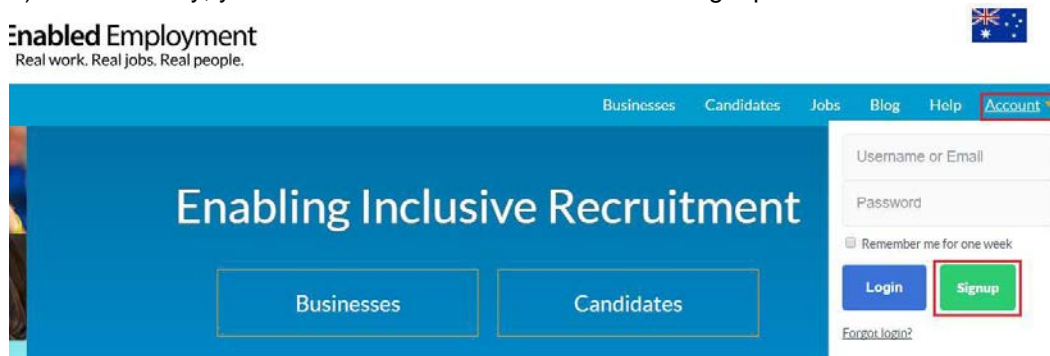 Enabled Employment
Real work. Real jobs. Real people.
Businesses Candidates Jobs Blog Help Account
Username or Email
Password
Remember me for one week
Login Signup
Forgot login?
Enabling Inclusive Recruitment
Businesses Candidates